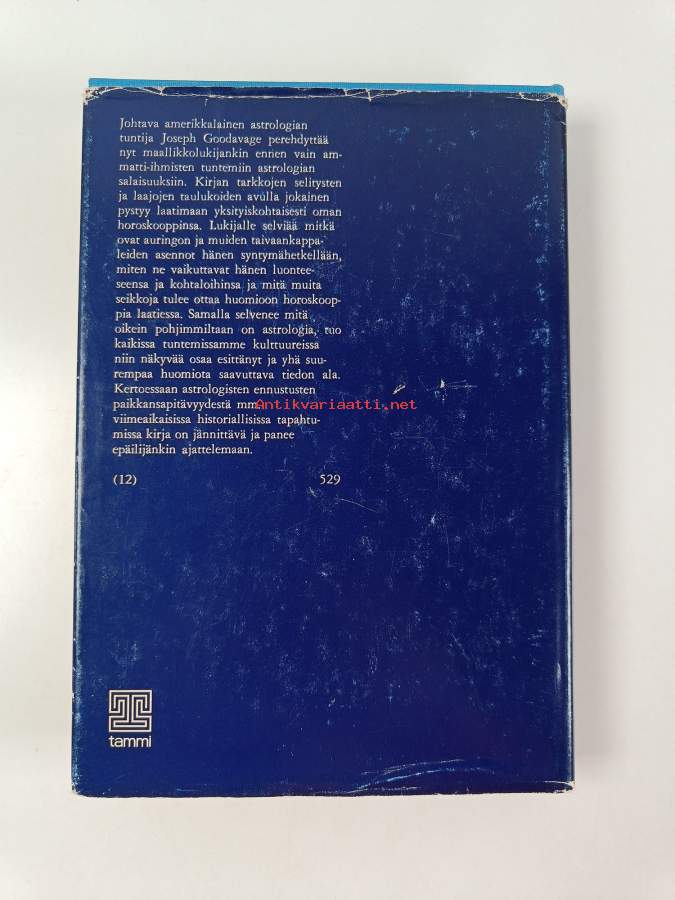 Johtava amerikkalainen astrologian
tuntija Joseph Goodavage perehdyttää
nyt maallikkolukijankin ennen vain am-
matti-ihmisten tuntemiin astrologian
salaisuuksiin. Kirjan tarkkojen selitysten
ja laajojen taulukoiden avulla jokainen
pystyy laatimaan yksityiskohtaisesti oman
horoskooppinsa. Lukijalle selviää mitkä
ovat auringon ja muiden taivaankappa-
leiden asennot hänen syntymähetkellään,
miten ne vaikuttavat hänen luontee-
seensa ja kohtaloihinsa ja mitä muita
seikkoja tulee ottaa huomioon horoskoop-
pia laatiessa. Samalla selvenee mitä
oikein pohjimmiltaan on astrologia, tuo
kaikissa tuntemissamme kulttuureissa
niin näkyvää osaa esittänyt ja yhä suu-
rempaa huomiota saavuttava tiedon ala.
Kertoessaan astrologisten ennustusten
paikkansapitävyydestä mm
Antikvariaatti.net
viimeaikaisissa historiallisissa tapahtu-
missa kirja on jännittävä ja panee
epäilijänkin ajattelemaan.
(12) 529
tammi